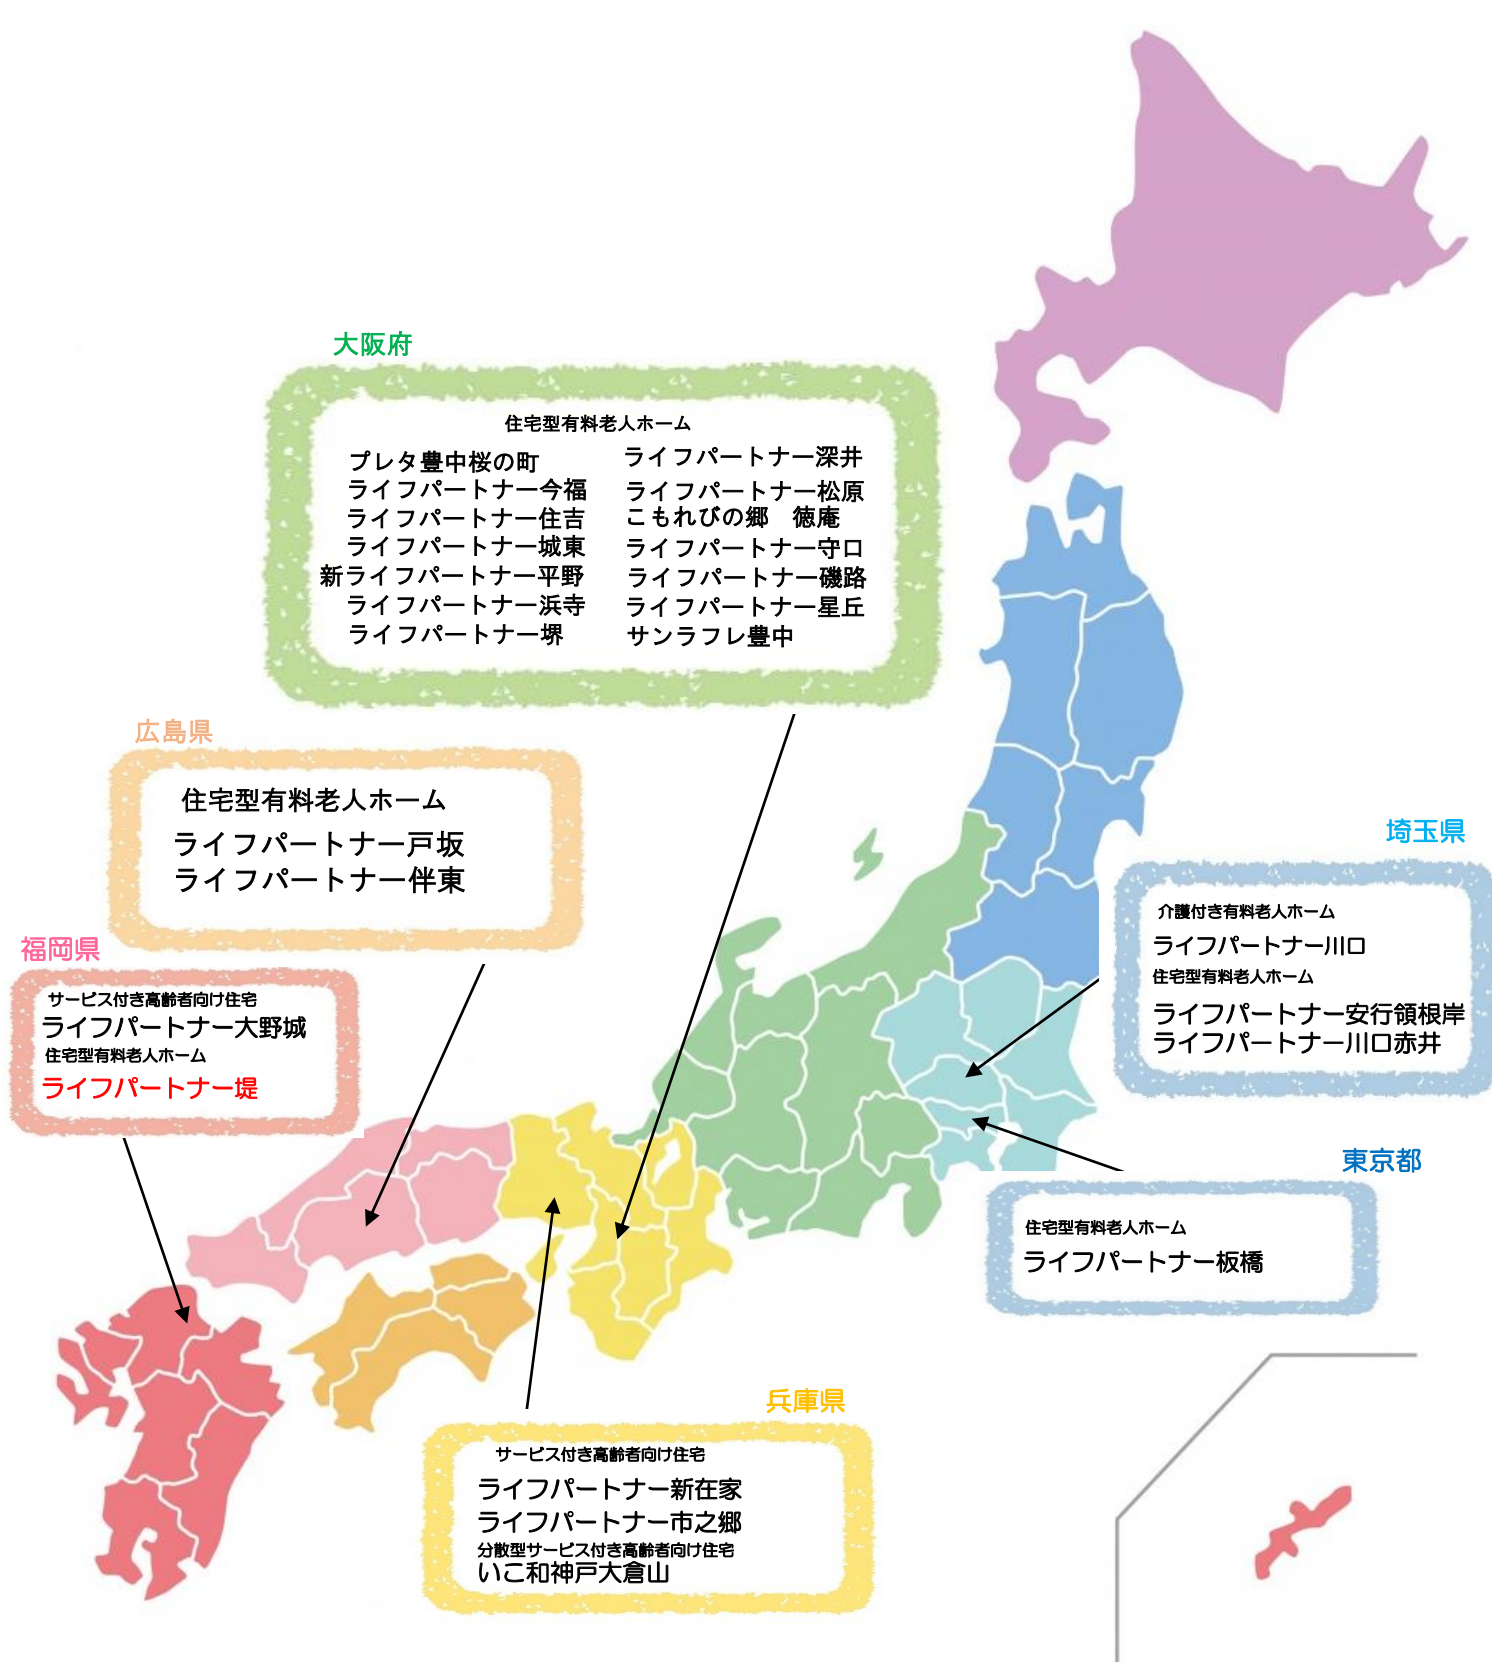 大阪府
住宅型有料老人ホーム
プレタ豊中桜の町
ライフパートナー今福
ライフパートナー住吉
ライフパートナー城東
新ライフパートナー平野
ライフパートナー浜寺
ライフパートナー堺
ライフパートナー深井
ライフパートナー松原
こもれびの郷　徳庵
ライフパートナー守口
ライフパートナー磯路
ライフパートナー星丘
サンラフレ豊中
広島県
住宅型有料老人ホーム
ライフパートナー戸坂
ライフパートナー伴東
埼玉県
介護付き有料老人ホーム
ライフパートナー川口
住宅型有料老人ホーム
ライフパートナー安行領根岸
ライフパートナー川口赤井
福岡県
サービス付き高齢者向け住宅
ライフパートナー大野城
住宅型有料老人ホーム
ライフパートナー堤
東京都
住宅型有料老人ホーム
ライフパートナー板橋
兵庫県
サービス付き高齢者向け住宅
ライフパートナー新在家
ライフパートナー市之郷
分散型サービス付き高齢者向け住宅
いこ和神戸大倉山